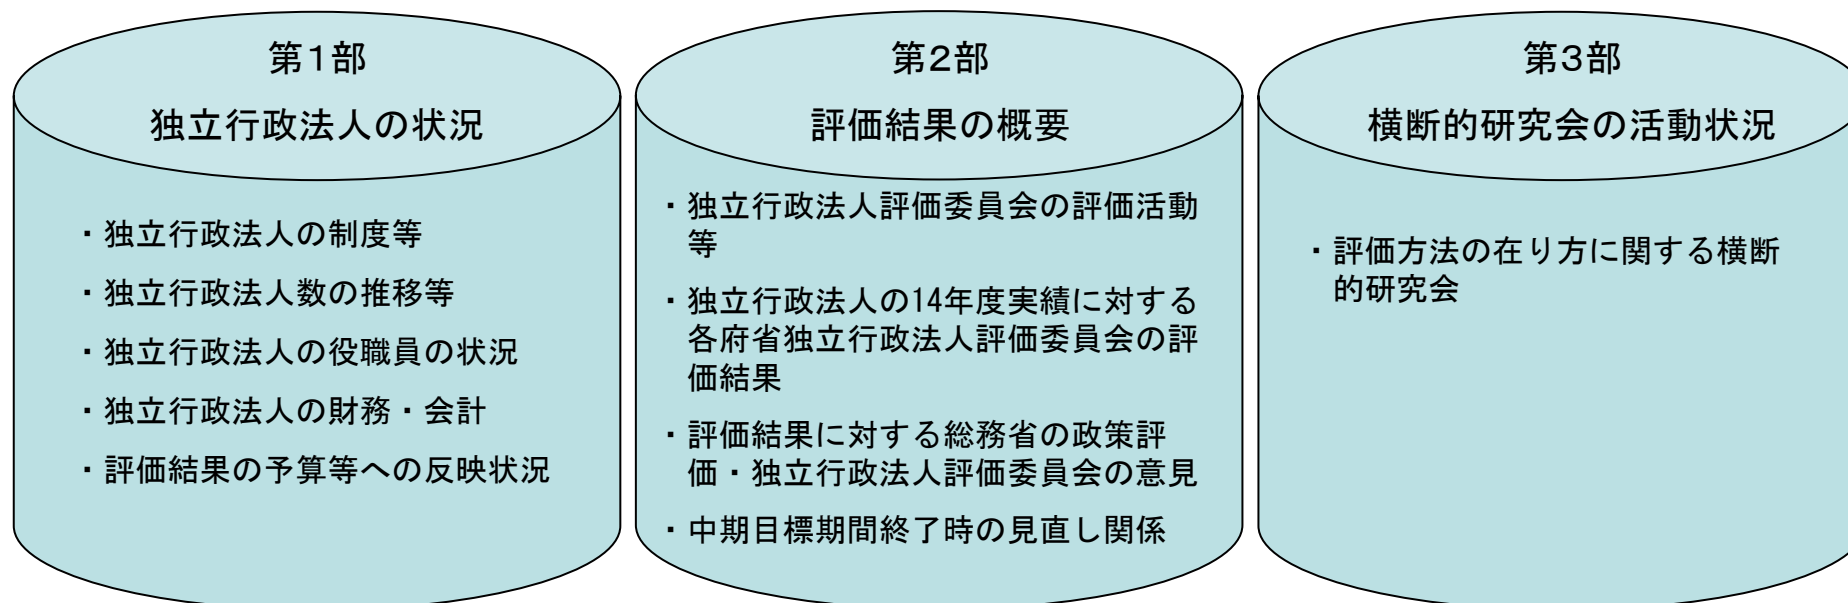 第1部
独立行政法人の状況
・独立行政法人の制度等
・独立行政法人数の推移等
・独立行政法人の役職員の状況
・独立行政法人の財務・会計
・評価結果の予算等への反映状況
第2部
評価結果の概要
・独立行政法人評価委員会の評価活動
等
・独立行政法人の14年度実績に対する
各府省独立行政法人評価委員会の評
価結果
・評価結果に対する総務省の政策評
価・独立行政法人評価委員会の意見
・中期目標期間終了時の見直し関係
第3部
横断的研究会の活動状況
・評価方法の在り方に関する横断
的研究会